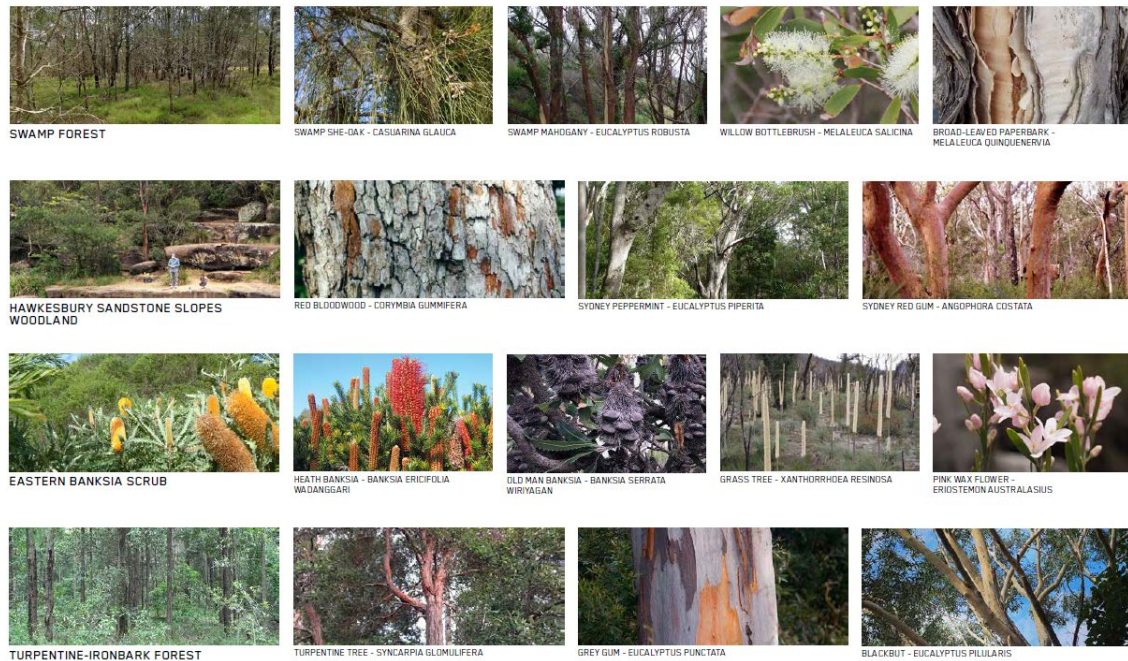 SWAMP FOREST
SWAMP SHE-OAK - CASUARINA GLAUCA
SWAMP MAHOGANY - EUCALYPTUS ROBUSTA
WILLOW BOTTLEBRUSH - MELALEUCA SALICINA
BROAD-LEAVED PAPERBARK -
MELALEUCA QUINQUENERVIA
HAWKESBURY SANDSTONE SLOPES
WOODLAND
RED BLOODWOOD - CORYMBIA GUMMIFERA
SYDNEY PEPPERMINT - EUCALYPTUS PIPERITA
SYDNEY RED GUM - ANGOPHORA COSTATA
EASTERN BANKSIA SCRUB
HEATH BANKSIA - BANKSIA ERICIFOLIA
WADANGGARI
OLD MAN BANKSIA - BANKSIA SERRATA
WIRIYAGAN
GRASS TREE - XANTHORRHOEA RESINOSA
PINK WAX FLOWER -
ERIOSTEMON AUSTRALASIUS
TURPENTINE-IRONBARK FOREST
TURPENTINE TREE - SYNCARPIA GLOMULIFERA
GREY GUM - EUCALYPTUS PUNCTATA
BLACKBUT - EUCALYPTUS PILULARIS